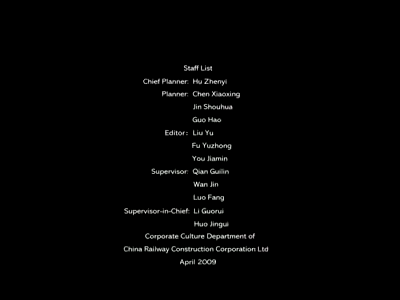 Staff List
Chief Planner: Hu Zhenyi
Planner: Chen Xiaoxing
Jin Shouhua
Guo Hao
Editor: Liu Yu
Fu Yuzhong
You Jiamin
Supervisor: Qian Guilin
Wan Jin
Luo Fang
Supervisor-in-Chief: Li Guorui
Huo Jingui
Corporate Culture Department of
China Railway Construction Corporation Ltd
April 2009